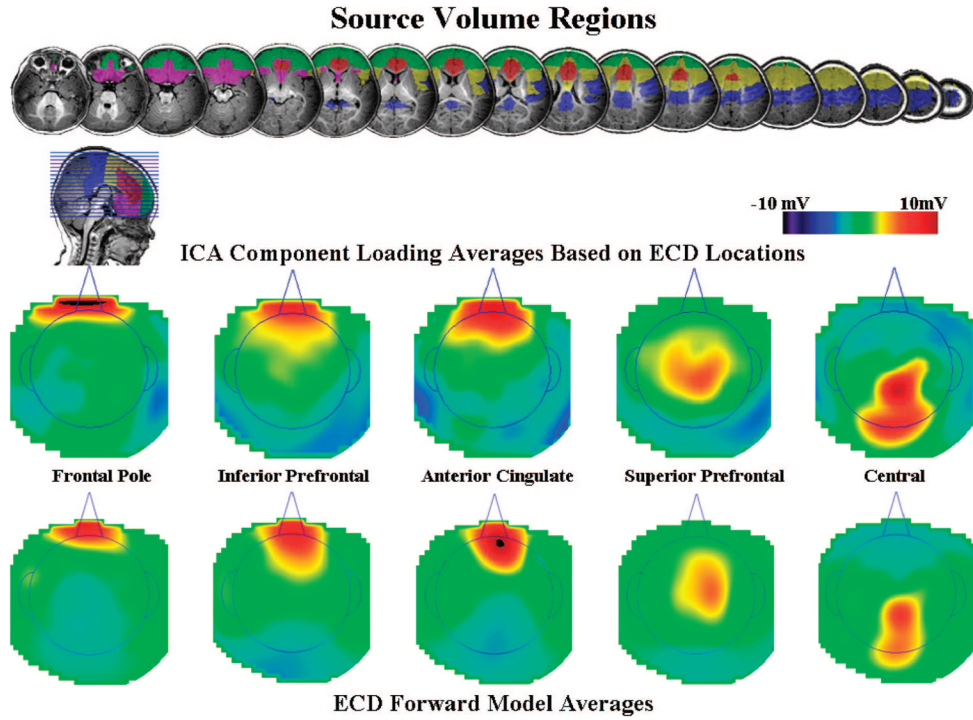 Source Volume Regions
-10 mV 10mV
ICA Component Loading Averages Based on ECD Locations
Frontal Pole Inferior Prefrontal Anterior Cingulate Superior Prefrontal Central
ECD Forward Model Averages